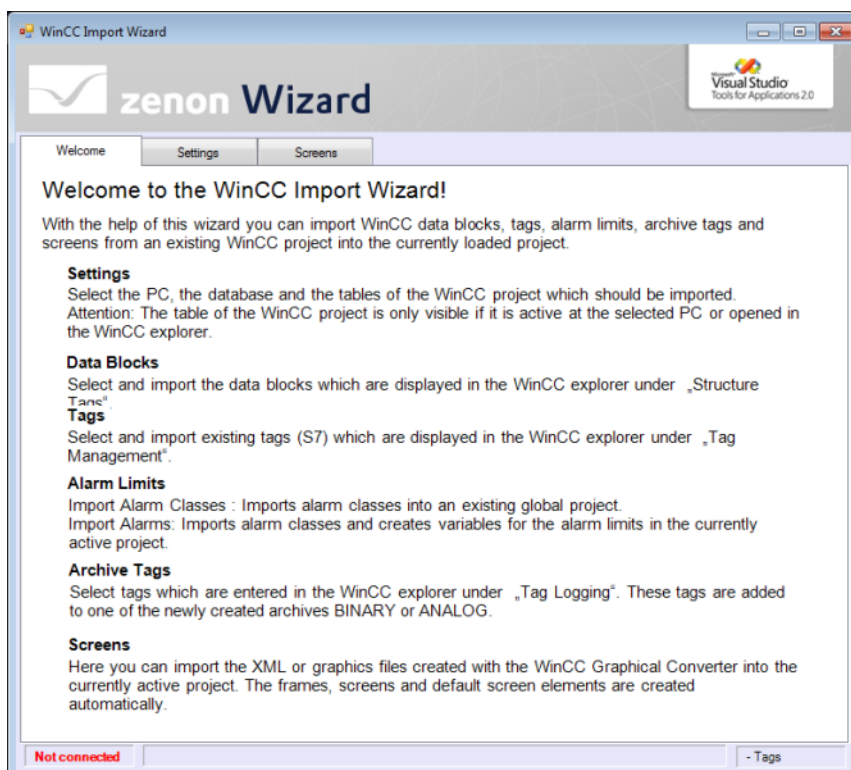 WinCC Import Wizard
zenon Wizard
Microsoft
Visual Studio
Tools for Applications 2.0
Welcome
Settings
Screens
Welcome to the WinCC Import Wizard!
With the help of this wizard you can import WinCC data blocks, tags, alarm limits, archive tags and
screens from an existing WinCC project into the currently loaded project.
Settings
Select the PC, the database and the tables of the WinCC project which should be imported.
Attention: The table of the WinCC project is only visible if it is active at the selected PC or opened in
the WinCC explorer.
Data Blocks
Select and import the data blocks which are displayed in the WinCC explorer under „Structure
Tags“.
Tags
Select and import existing tags (S7) which are displayed in the WinCC explorer under „Tag
Management“.
Alarm Limits
Import Alarm Classes : Imports alarm classes into an existing global project.
Import Alarms: Imports alarm classes and creates variables for the alarm limits in the currently
active project.
Archive Tags
Select tags which are entered in the WinCC explorer under „Tag Logging“. These tags are added
to one of the newly created archives BINARY or ANALOG.
Screens
Here you can import the XML or graphics files created with the WinCC Graphical Converter into the
currently active project. The frames, screens and default screen elements are created
automatically.
Not connected
- Tags